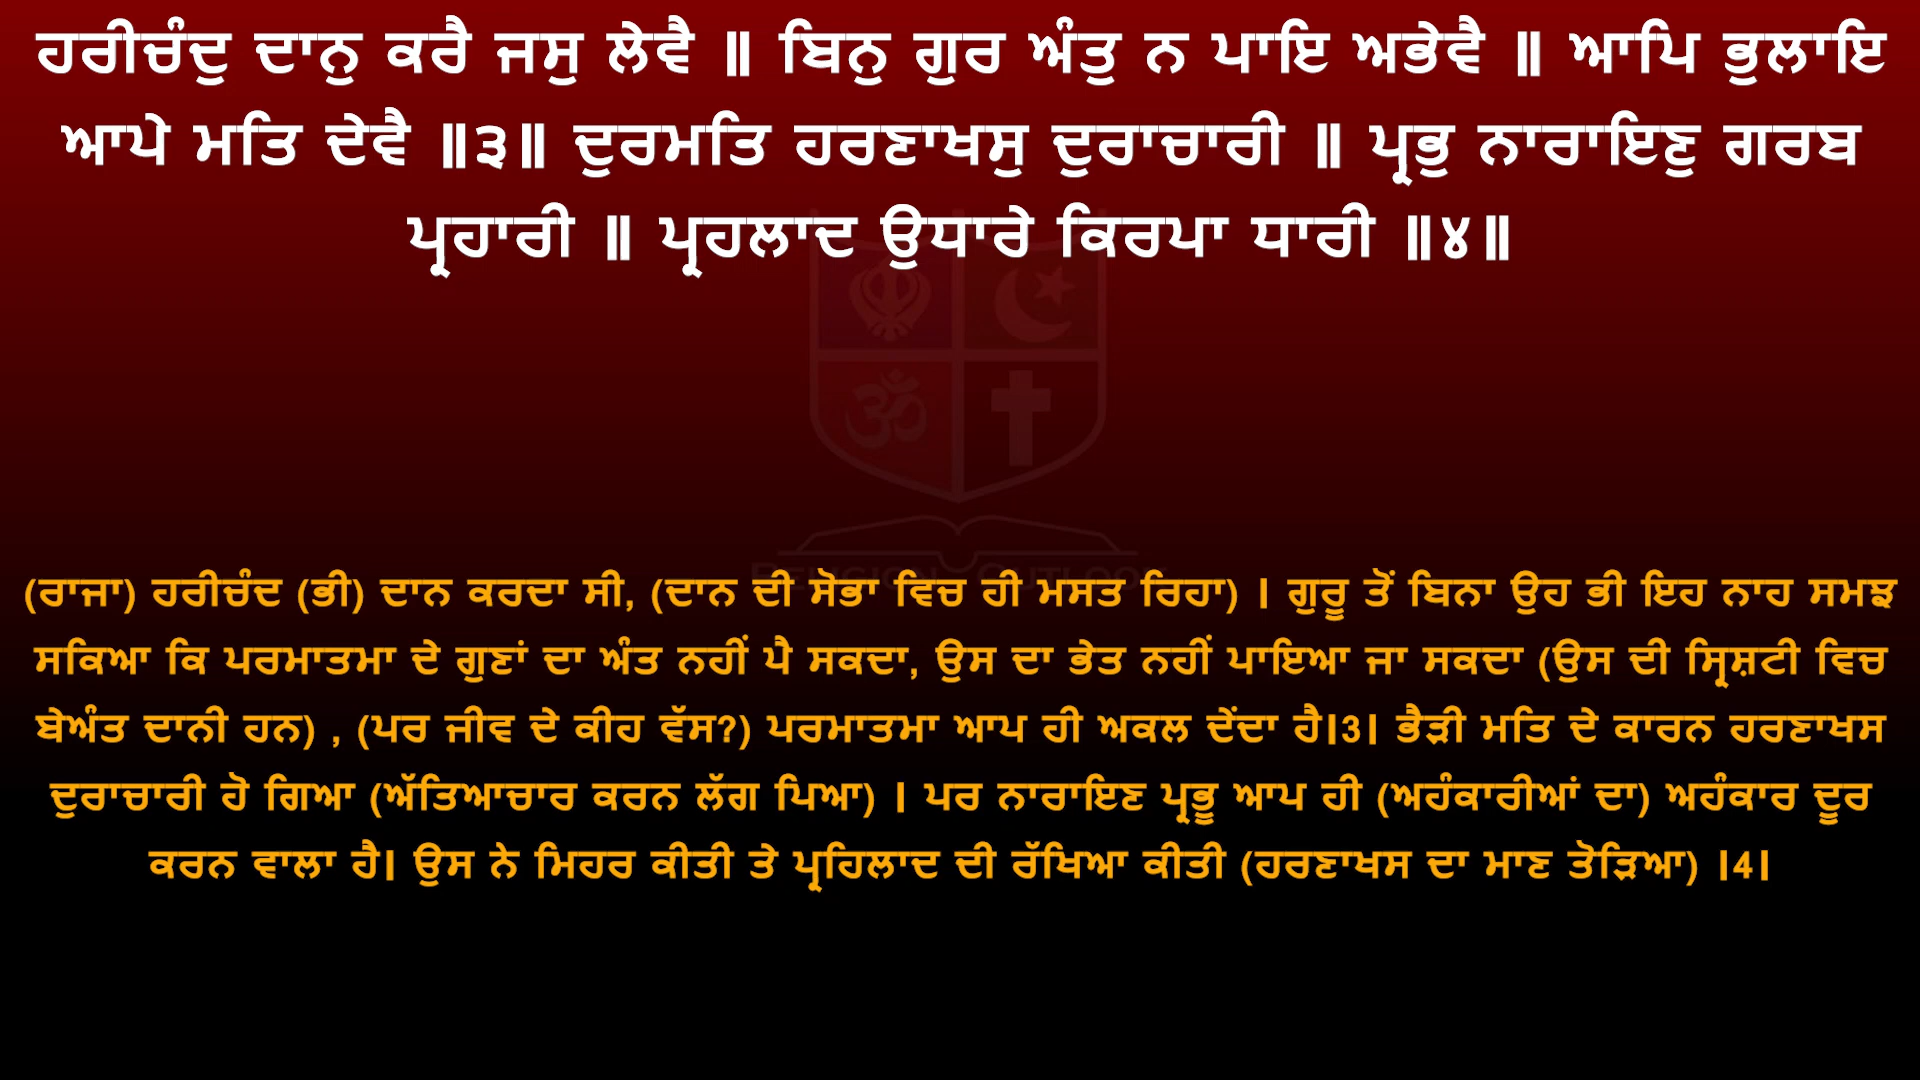 ਹਰੀਚੰਦੁ ਦਾਨੁ ਕਰੈ ਜਸੁ ਲੇਵੈ ॥ ਬਿਨੁ ਗੁਰ ਅੰਤੁ ਨ ਪਾਇ ਅਭੇਵੈ ॥ ਆਪਿ ਭੁਲਾਇ
ਆਪੇ ਮਤਿ ਦੇਵੈ ॥੩॥ ਦੁਰਮਤਿ ਹਰਣਾਖਸੁ ਦੁਰਾਚਾਰੀ ॥ ਪ੍ਰਭੁ ਨਾਰਾਇਣੁ ਗਰਬ
ਪ੍ਰਹਾਰੀ ॥ ਪ੍ਰਹਲਾਦ ਉਧਾਰੇ ਕਿਰਪਾ ਧਾਰੀ ॥੪॥
(ਰਾਜਾ) ਹਰੀਚੰਦ (ਭੀ) ਦਾਨ ਕਰਦਾ ਸੀ, (ਦਾਨ ਦੀ ਸੋਭਾ ਵਿਚ ਹੀ ਮਸਤ ਰਿਹਾ) । ਗੁਰੂ ਤੋਂ ਬਿਨਾ ਉਹ ਭੀ ਇਹ ਨਾਹ ਸਮਝ
ਸਕਿਆ ਕਿ ਪਰਮਾਤਮਾ ਦੇ ਗੁਣਾਂ ਦਾ ਅੰਤ ਨਹੀਂ ਪੈ ਸਕਦਾ, ਉਸ ਦਾ ਭੇਤ ਨਹੀਂ ਪਾਇਆ ਜਾ ਸਕਦਾ (ਉਸ ਦੀ ਸ੍ਰਿਸ਼ਟੀ ਵਿਚ
ਬੇਅੰਤ ਦਾਨੀ ਹਨ) , (ਪਰ ਜੀਵ ਦੇ ਕੀਹ ਵੱਸ?) ਪਰਮਾਤਮਾ ਆਪ ਹੀ ਅਕਲ ਦੇਂਦਾ ਹੈ।3। ਭੈੜੀ ਮਤਿ ਦੇ ਕਾਰਨ ਹਰਣਾਖਸ
ਦੁਰਾਚਾਰੀ ਹੋ ਗਿਆ (ਅੱਤਿਆਚਾਰ ਕਰਨ ਲੱਗ ਪਿਆ) । ਪਰ ਨਾਰਾਇਣ ਪ੍ਰਭੂ ਆਪ ਹੀ (ਅਹੰਕਾਰੀਆਂ ਦਾ) ਅਹੰਕਾਰ ਦੂਰ
ਕਰਨ ਵਾਲਾ ਹੈ। ਉਸ ਨੇ ਮਿਹਰ ਕੀਤੀ ਤੇ ਪ੍ਰਹਿਲਾਦ ਦੀ ਰੱਖਿਆ ਕੀਤੀ (ਹਰਣਾਖਸ ਦਾ ਮਾਣ ਤੋੜਿਆ) ।4।